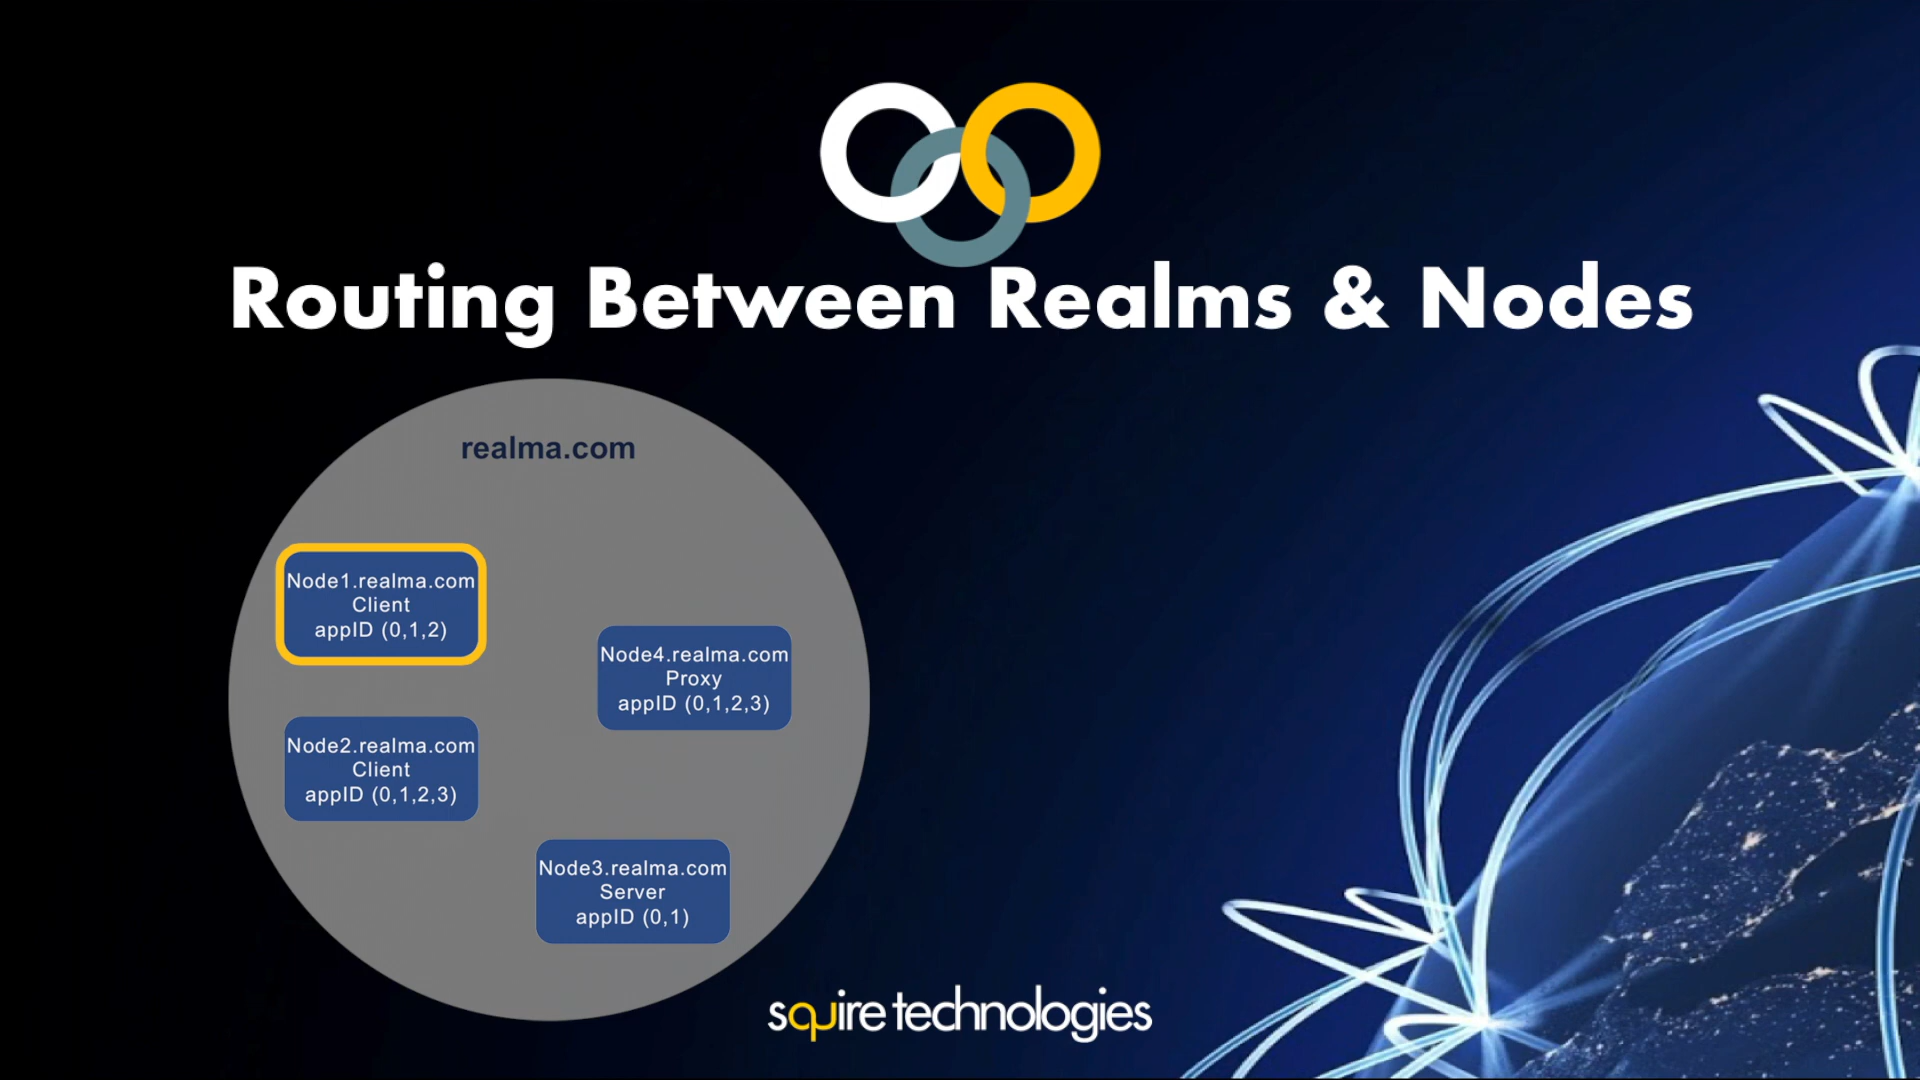 Routing Between Realms & Nodes
realma.com
Node1.realma.com
Client
appID (0,1,2)
Node4.realma.com
Proxy
appID (0,1,2,3)
Node2.realma.com
Client
appID (0,1,2,3)
Node3.realma.com
Server
appID (0,1)
squire technologies